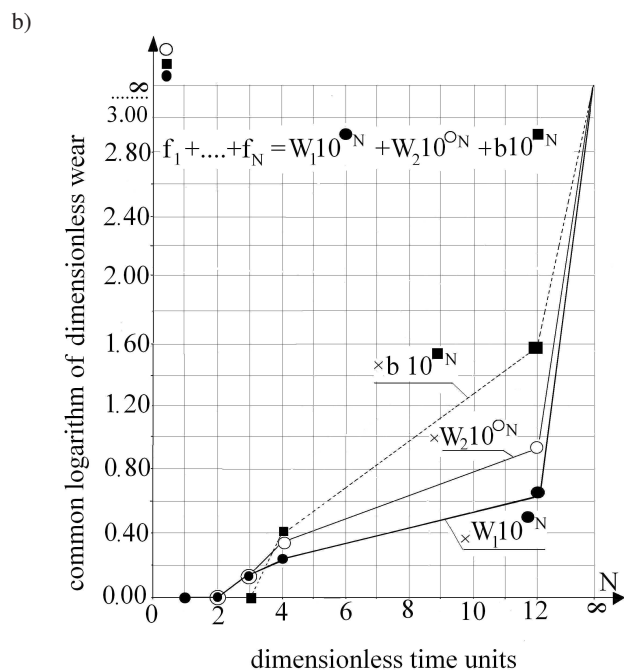 b)
∞
3.00
f₁+....+f_N = W₁10^●N +W₂10^○N +b10^■N
2.80
2.40
2.00
1.60
×b 10^■N
1.20
×W₂10^○N
0.80
0.40
×W₁10^●N
0.00
N
0 2 4 6 8 10 12 ∞
common logarithm of dimensionless wear
dimensionless time units